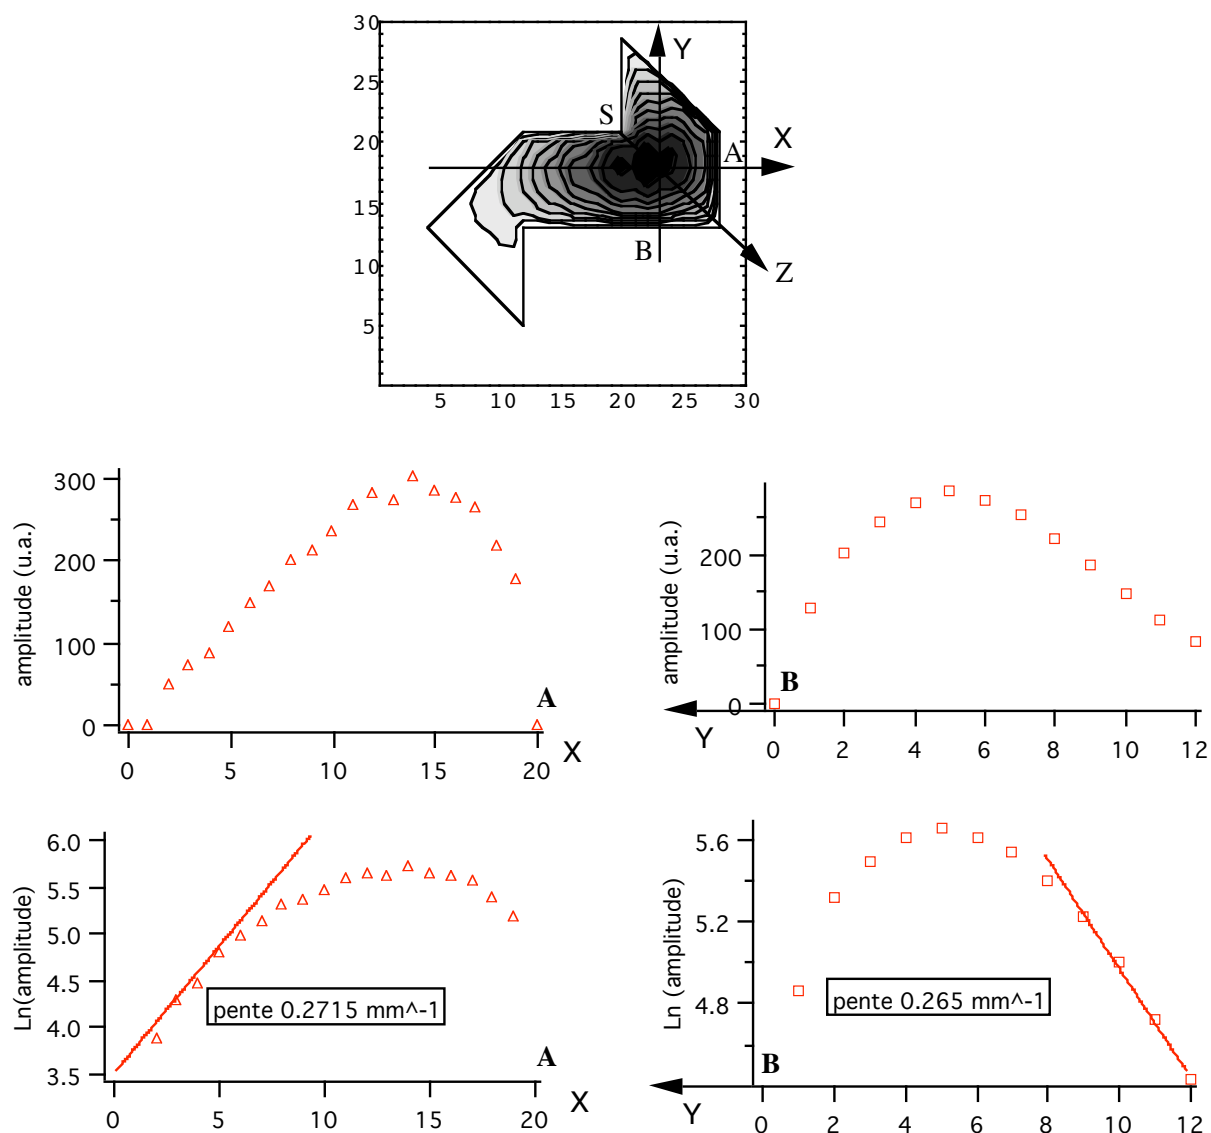 30
Y
25
S
20
A
X
15
B
10
Z
5
5 10 15 20 25 30
300
200
100
0
amplitude (u.a.)
A
0 5 10 15 20
X
200
100
0
amplitude (u.a.)
B
Y
0 2 4 6 8 10 12
6.0
5.5
5.0
4.5
4.0
3.5
Ln(amplitude)
pente 0.2715 mm^-1
A
0 5 10 15 20
X
5.6
5.2
4.8
Ln (amplitude)
pente 0.265 mm^-1
B
Y
0 2 4 6 8 10 12